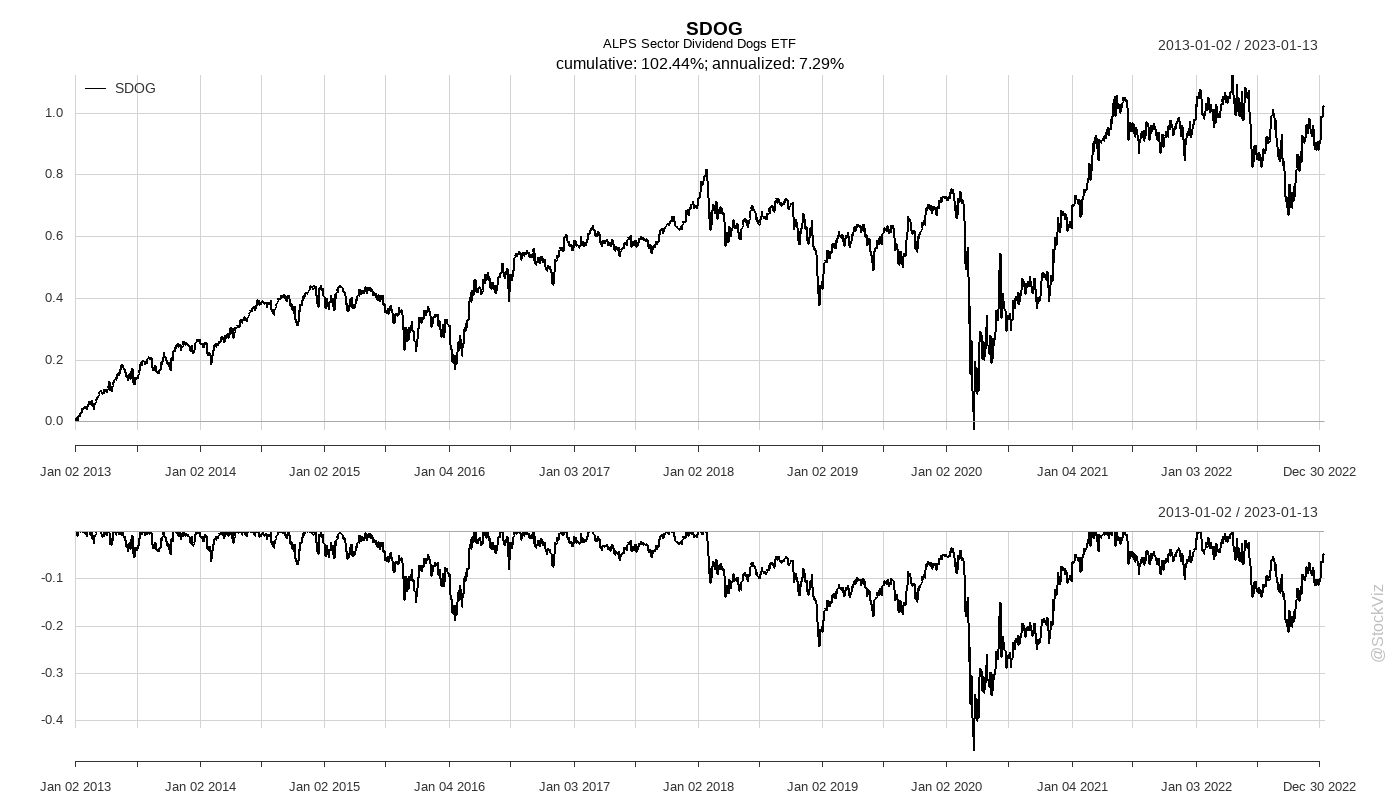 SDOG
ALPS Sector Dividend Dogs ETF
cumulative: 102.44%; annualized: 7.29%
2013-01-02 / 2023-01-13
SDOG
1.0
0.8
0.6
0.4
0.2
0.0
Jan 02 2013 Jan 02 2014 Jan 02 2015 Jan 04 2016 Jan 03 2017 Jan 02 2018 Jan 02 2019 Jan 02 2020 Jan 04 2021 Jan 03 2022 Dec 30 2022
2013-01-02 / 2023-01-13
-0.1
-0.2
-0.3
-0.4
Jan 02 2013 Jan 02 2014 Jan 02 2015 Jan 04 2016 Jan 03 2017 Jan 02 2018 Jan 02 2019 Jan 02 2020 Jan 04 2021 Jan 03 2022 Dec 30 2022
@StockViz